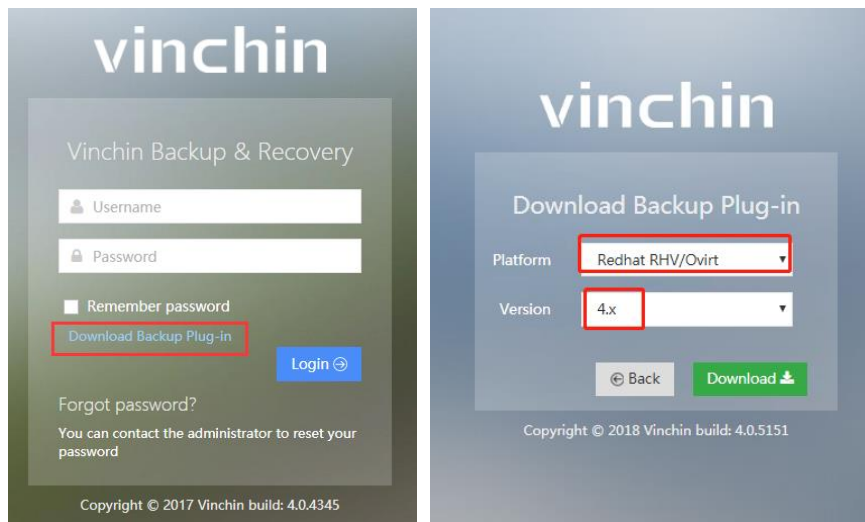 vinchin
Vinchin Backup & Recovery
Username
Password
Remember password
Download Backup Plug-in
Login
Forgot password?
You can contact the administrator to reset your
password
Copyright © 2017 Vinchin build: 4.0.4345
vinchin
Download Backup Plug-in
Platform Redhat RHV/Ovirt
Version 4.x
Back Download
Copyright © 2018 Vinchin build: 4.0.5151